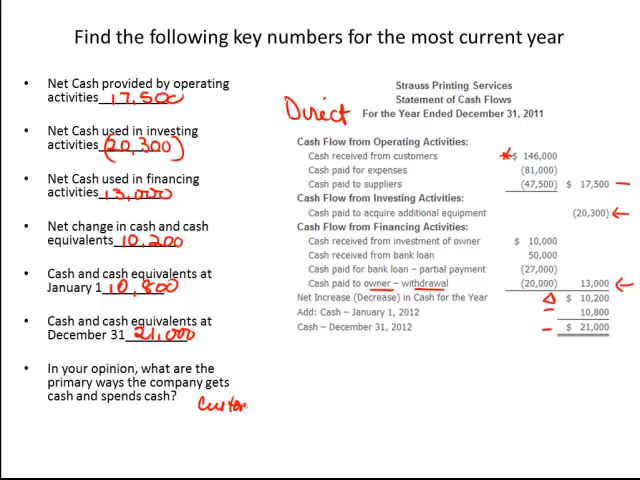 Find the following key numbers for the most current year
• Net Cash provided by operating
activities 17,500
• Net Cash used in investing
activities (20,300)
• Net Cash used in financing
activities 13,000
• Net change in cash and cash
equivalents 10,200
• Cash and cash equivalents at
January 1 10,800
• Cash and cash equivalents at
December 31 21,000
• In your opinion, what are the
primary ways the company gets
cash and spends cash?
Custom
Direct
Strauss Printing Services
Statement of Cash Flows
For the Year Ended December 31, 2011
Cash Flow from Operating Activities:
Cash received from customers $ 146,000
Cash paid for expenses (81,000)
Cash paid to suppliers (47,500) $ 17,500
Cash Flow from Investing Activities:
Cash paid to acquire additional equipment (20,300)
Cash Flow from Financing Activities:
Cash received from investment of owner $ 10,000
Cash received from bank loan 50,000
Cash paid for bank loan – partial payment (27,000)
Cash paid to owner – withdrawal (20,000) 13,000
Net Increase (Decrease) in Cash for the Year Δ $ 10,200
Add: Cash – January 1, 2012 10,800
Cash – December 31, 2012 $ 21,000